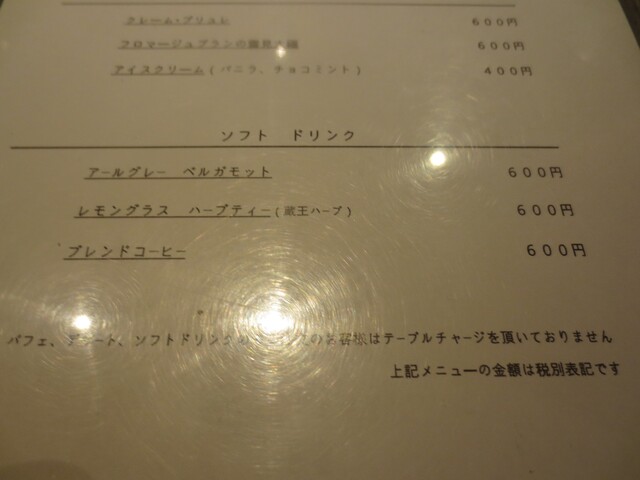 クレーム・ブリュレ 600円
フロマージュブランの 600円
アイスクリーム(バニラ、チョコミント) 400円
ソフト ドリンク
アールグレー ベルガモット 600円
レモングラス ハーブティー(蔵王ハーブ) 600円
ブレンドコーヒー 600円
パフェ、デザート、ソフトドリンクの のお客様はテーブルチャージを頂いておりません
上記メニューの金額は税別表記です